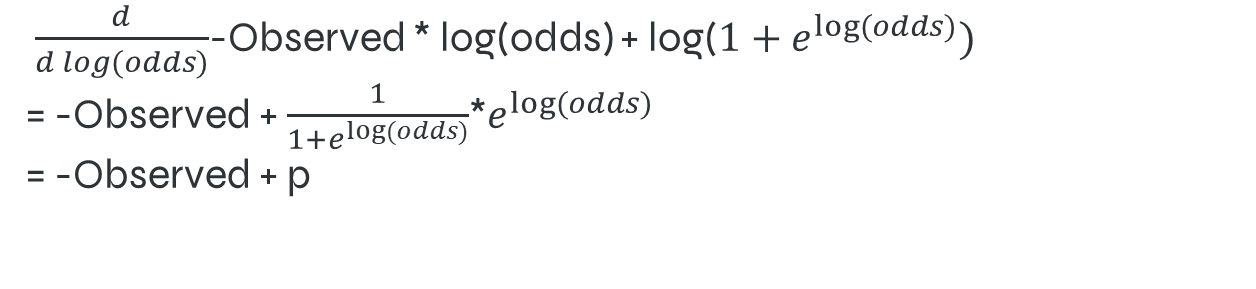 d/(d log(odds)) -Observed * log(odds) + log(1 + e^log(odds))
= -Observed + 1/(1+e^log(odds)) *e^log(odds)
= -Observed + p